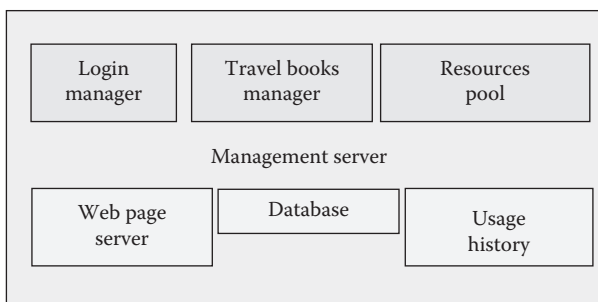 Login
manager
Travel books
manager
Resources
pool
Management server
Web page
server
Database
Usage
history